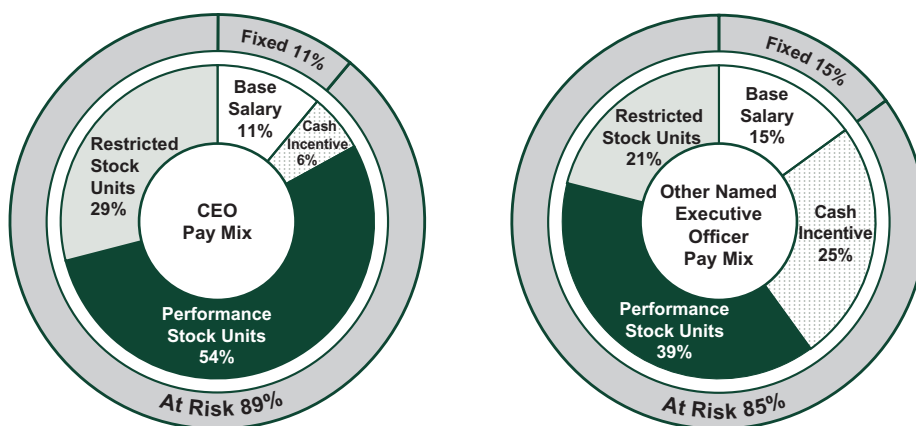 Fixed 11%
Base
Salary
11%
Cash
Incentive
6%
Restricted
Stock
Units
29%
CEO
Pay Mix
Performance
Stock Units
54%
At Risk 89%
Fixed 15%
Base
Salary
15%
Restricted
Stock Units
21%
Other Named
Executive
Officer
Pay Mix
Cash
Incentive
25%
Performance
Stock Units
39%
At Risk 85%